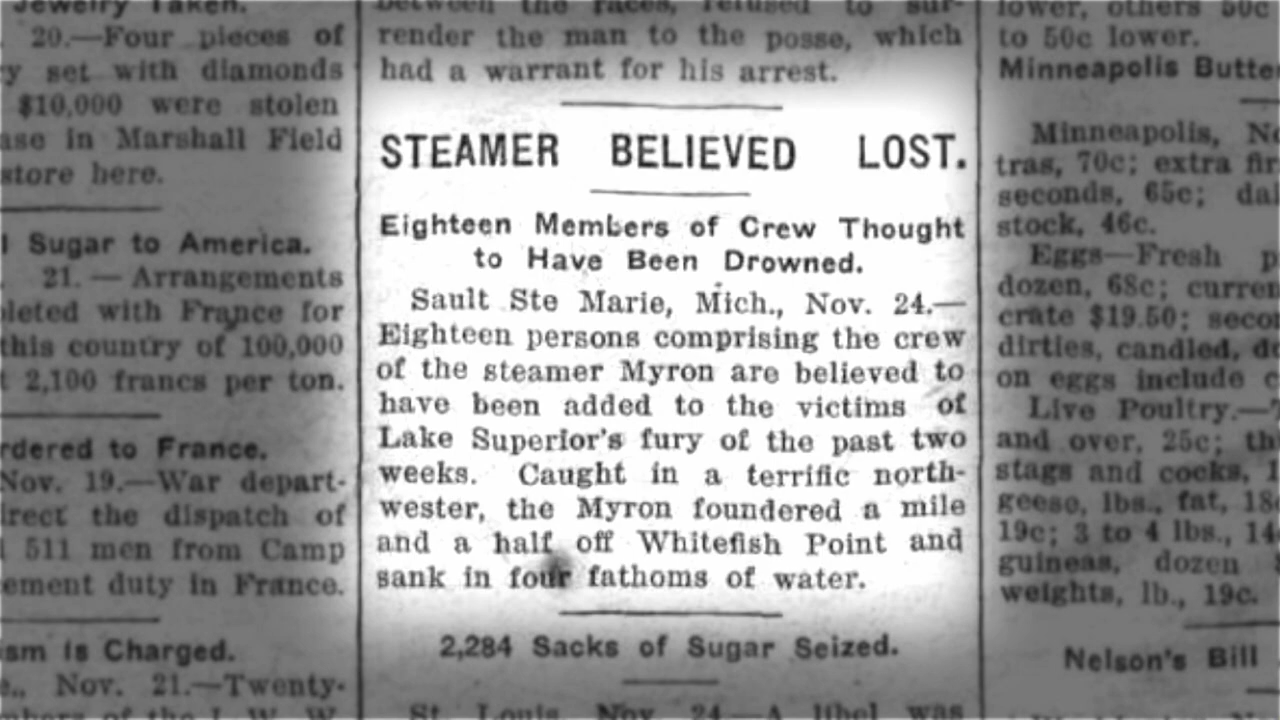 Jewelry Taken.
20.—Four pieces of
y set with diamonds
$10,000 were stolen
ase in Marshall Field
store here.
l Sugar to America.
21. — Arrangements
leted with France for
this country of 100,000
t 2,100 francs per ton.
rdered to France.
Nov. 19.—War depart-
irect the dispatch of
l 511 men from Camp
ement duty in France.
sm is Charged.
Nov. 21.—Twenty-
mbers of the I. W. W.
between the races, refused to sur-
render the man to the posse, which
had a warrant for his arrest.
STEAMER BELIEVED LOST.
Eighteen Members of Crew Thought
to Have Been Drowned.
Sault Ste Marie, Mich., Nov. 24.—
Eighteen persons comprising the crew
of the steamer Myron are believed to
have been added to the victims of
Lake Superior's fury of the past two
weeks. Caught in a terrific north-
wester, the Myron foundered a mile
and a half off Whitefish Point and
sank in four fathoms of water.
2,284 Sacks of Sugar Seized.
St. Louis, Nov. 24—A libel was
lower, others 50c
to 50c lower.
Minneapolis Butte
Minneapolis, No
tras, 70c; extra fir
seconds, 65c; dai
stock, 46c.
Eggs—Fresh p
dozen, 68c; curren
crate $19.50; secon
dirties, candled, d
on eggs include c
Live Poultry.—
and over, 25c; th
stags and cocks, 1
geese, lbs., fat, 18
19c; 3 to 4 lbs., 14
guineas, dozen
weights, lb., 19c.
Nelson's Bill